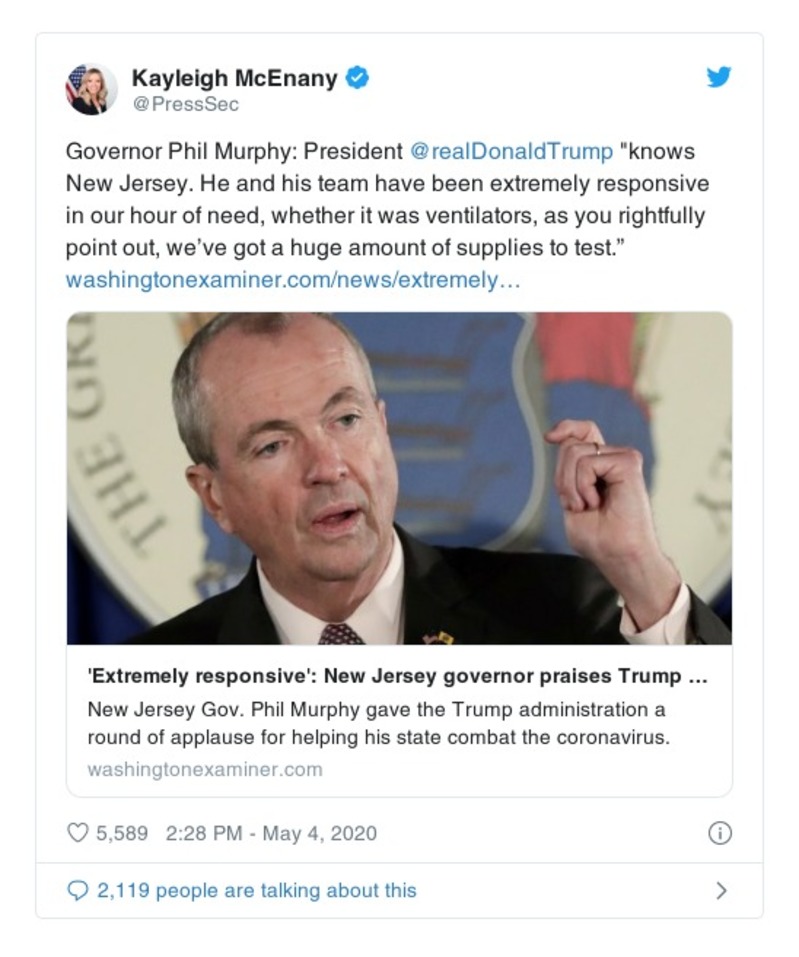 Kayleigh McEnany
@PressSec
Governor Phil Murphy: President @realDonaldTrump "knows
New Jersey. He and his team have been extremely responsive
in our hour of need, whether it was ventilators, as you rightfully
point out, we’ve got a huge amount of supplies to test.”
washingtonexaminer.com/news/extremely…
THE GR
EY
'Extremely responsive': New Jersey governor praises Trump ...
New Jersey Gov. Phil Murphy gave the Trump administration a
round of applause for helping his state combat the coronavirus.
washingtonexaminer.com
5,589 2:28 PM - May 4, 2020
2,119 people are talking about this